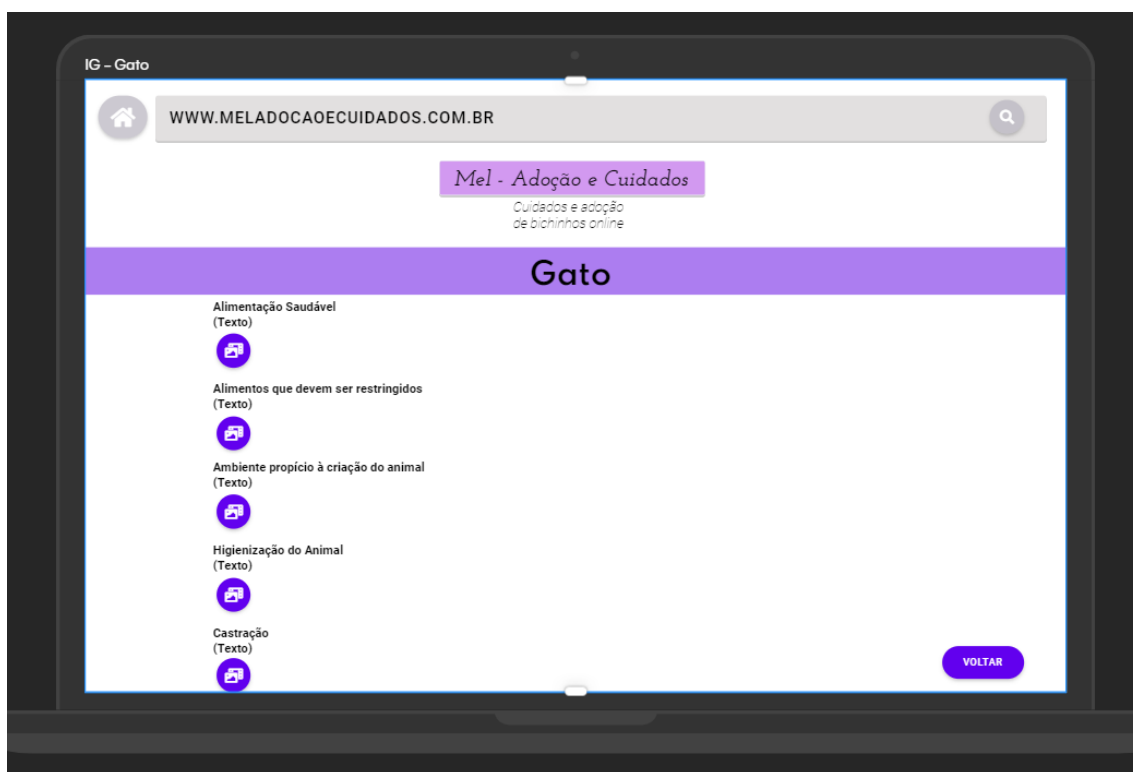 IG - Gato
WWW.MELADOCAOECUIDADOS.COM.BR
Mel - Adoção e Cuidados
Cuidados e adoção
de bichinhos online
Gato
Alimentação Saudável
(Texto)
Alimentos que devem ser restringidos
(Texto)
Ambiente propício à criação do animal
(Texto)
Higienização do Animal
(Texto)
Castração
(Texto)
VOLTAR